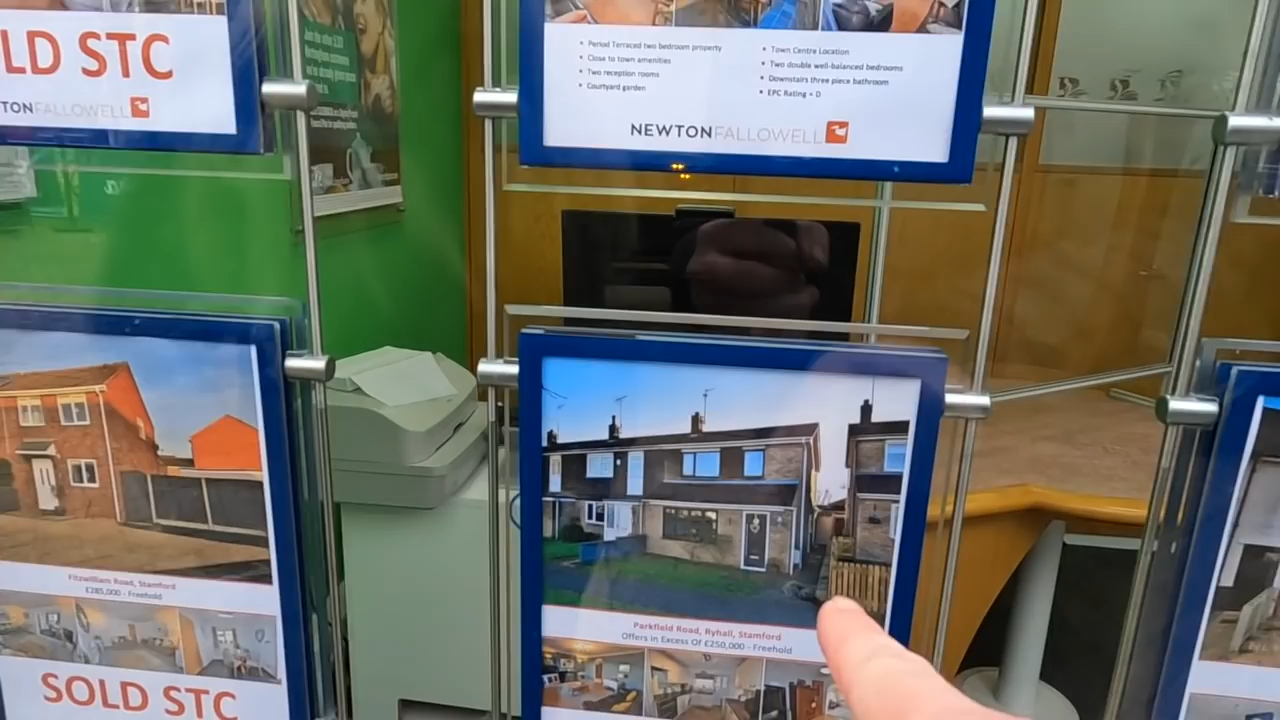 LD STC
TONFALLOWELL
Period Terraced two bedroom property
Close to town amenities
Two reception rooms
Courtyard garden
Town Centre Location
Two double well-balanced bedrooms
Downstairs three piece bathroom
EPC Rating = D
NEWTONFALLOWELL
Fitzwilliam Road, Stamford
£285,000 - Freehold
SOLD STC
Parkfield Road, Ryhall, Stamford
Offers In Excess Of £250,000 - Freehold